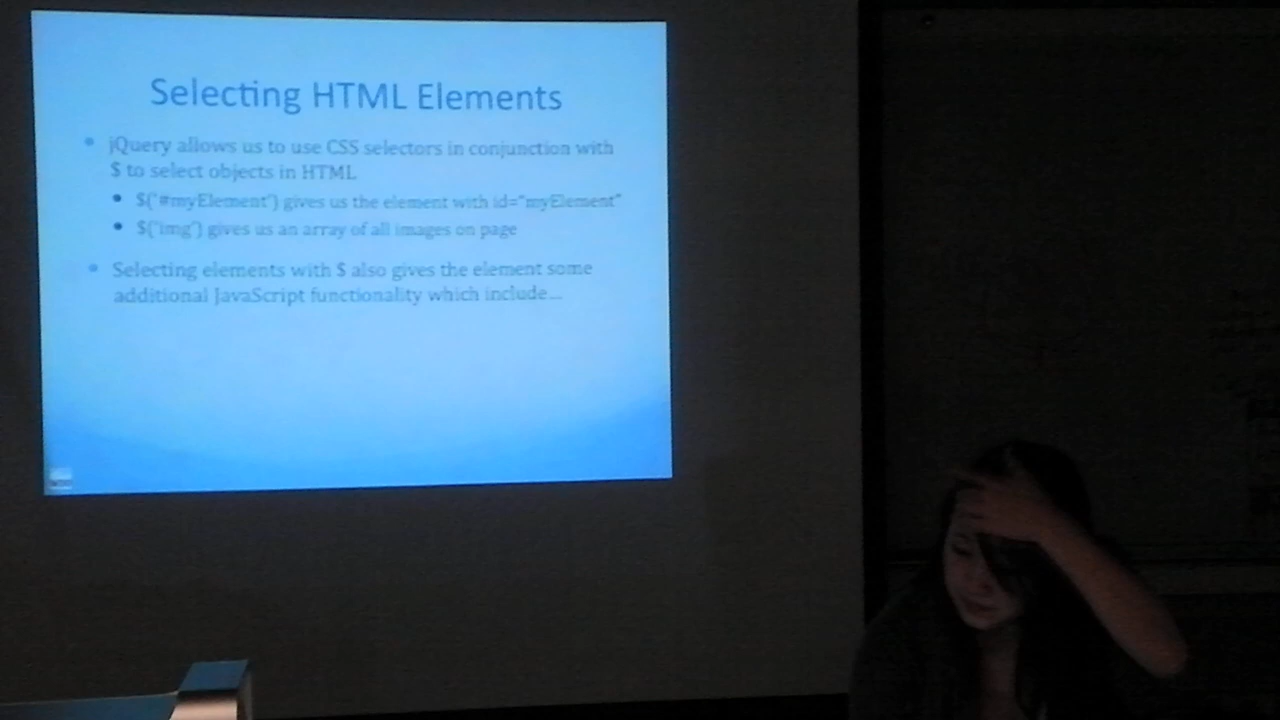 Selecting HTML Elements
jQuery allows us to use CSS selectors in conjunction with
$ to select objects in HTML
$('#myElement') gives us the element with id="myElement"
$('img') gives us an array of all images on page
Selecting elements with $ also gives the element some
additional JavaScript functionality which include...